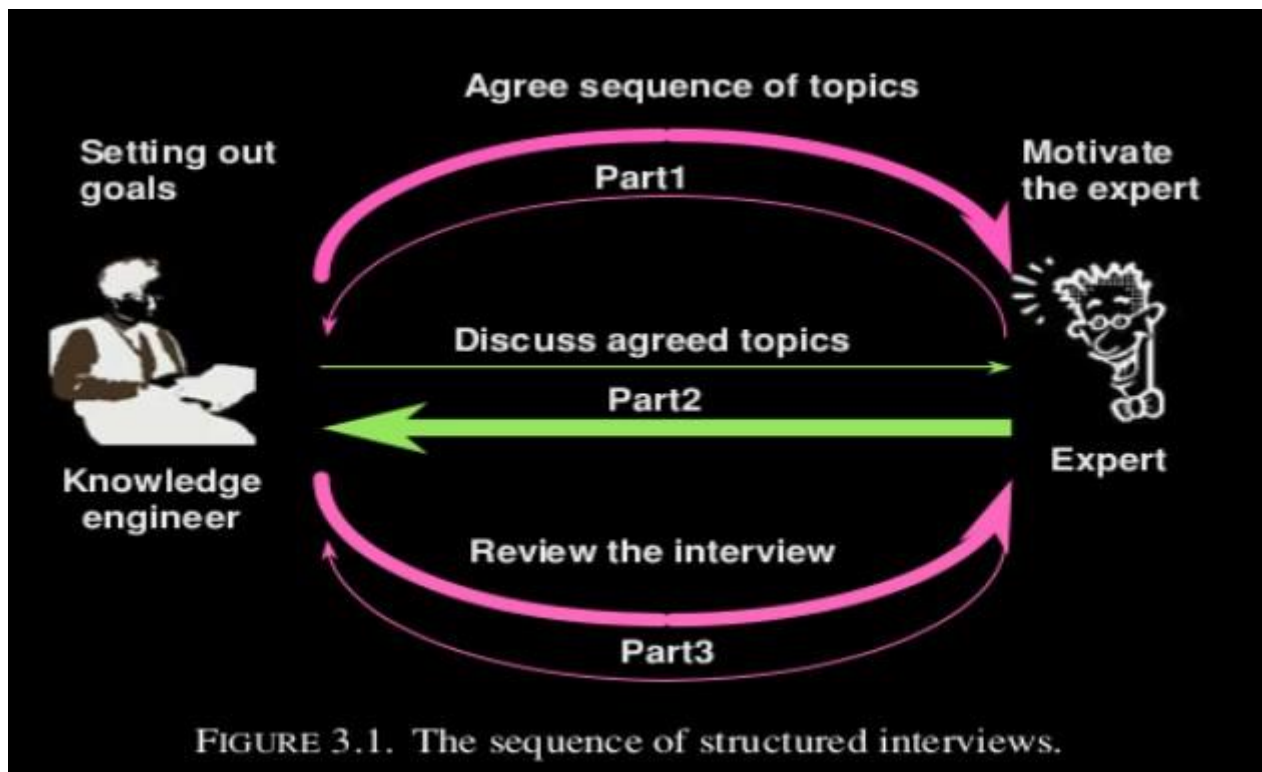 Agree sequence of topics
Setting out
goals
Motivate
the expert
Part1
Discuss agreed topics
Part2
Expert
Knowledge
engineer
Review the interview
Part3
FIGURE 3.1. The sequence of structured interviews.